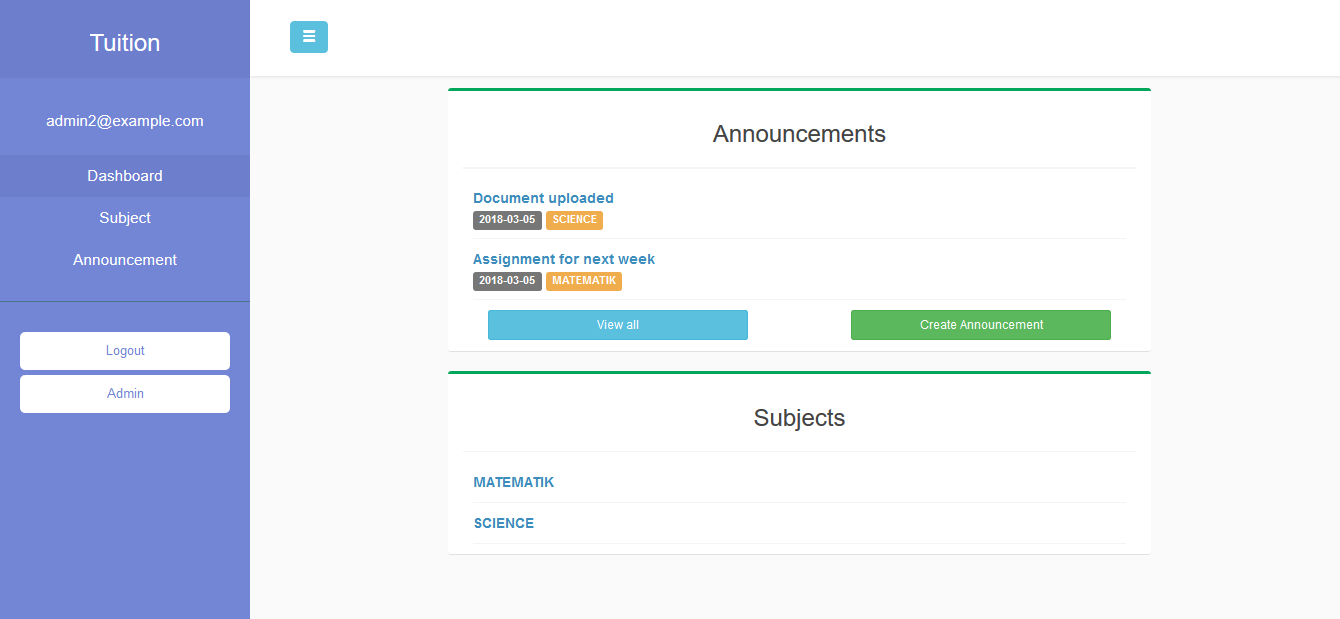 Tuition
admin2@example.com
Dashboard
Subject
Announcement
Logout
Admin
Announcements
Document uploaded
2018-03-05 SCIENCE
Assignment for next week
2018-03-05 MATEMATIK
View all Create Announcement
Subjects
MATEMATIK
SCIENCE